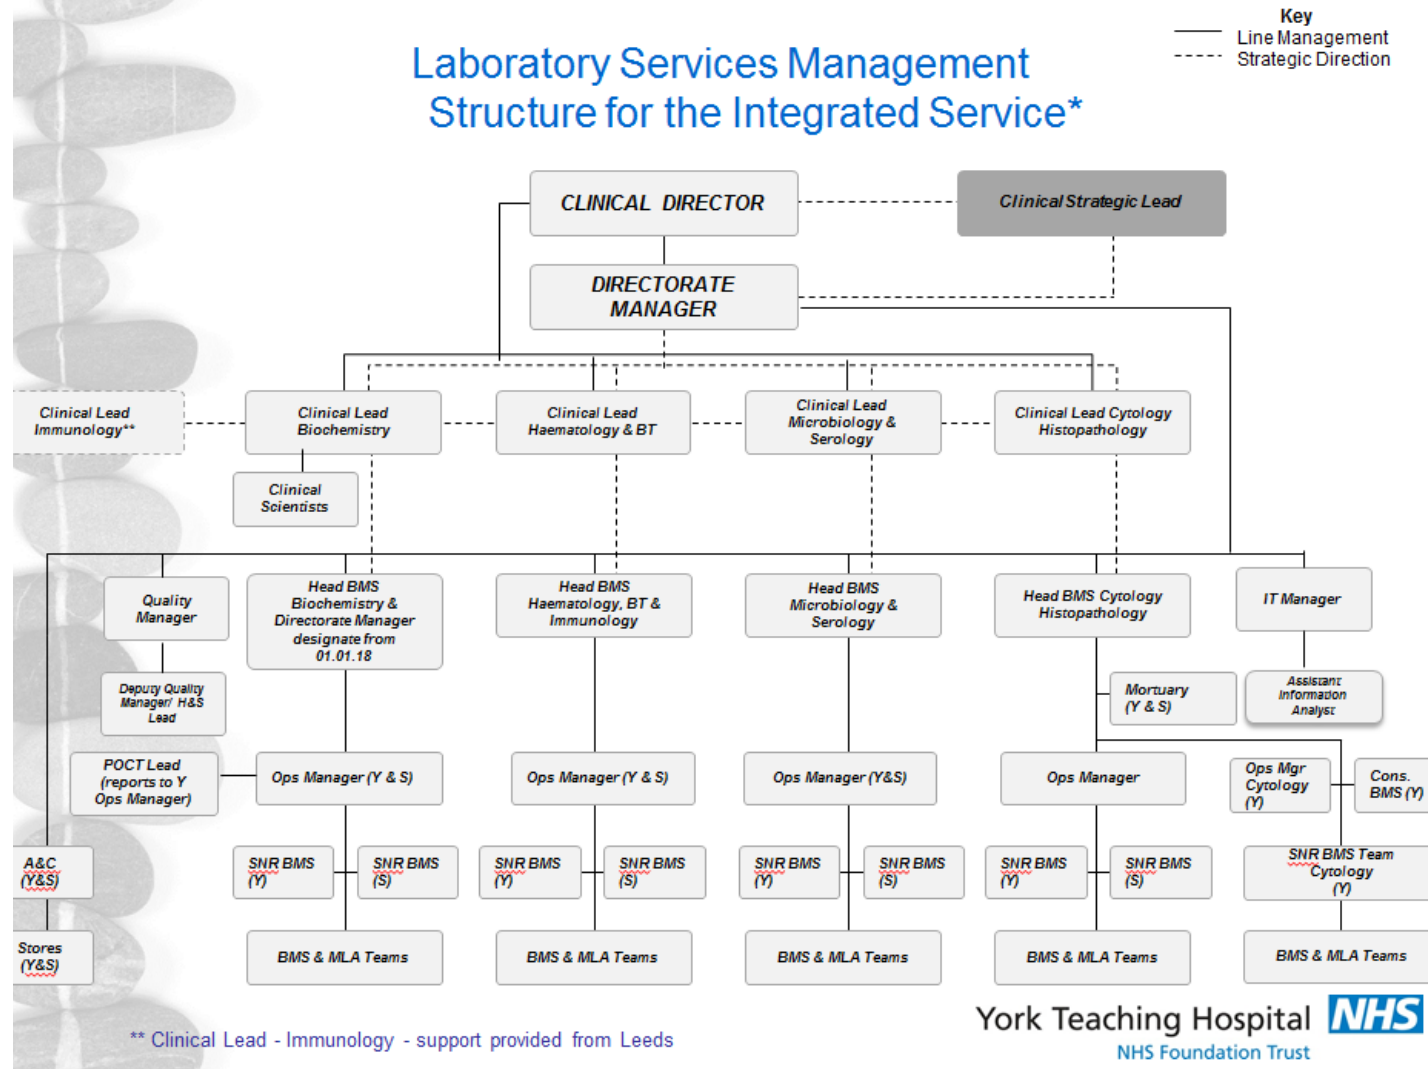 Key
Line Management
Strategic Direction
Laboratory Services Management
Structure for the Integrated Service*
CLINICAL DIRECTOR
Clinical Strategic Lead
DIRECTORATE
MANAGER
Clinical Lead
Immunology**
Clinical Lead
Biochemistry
Clinical Lead
Haematology & BT
Clinical Lead
Microbiology &
Serology
Clinical Lead Cytology
Histopathology
Clinical
Scientists
Quality
Manager
Head BMS
Biochemistry &
Directorate Manager
designate from
01.01.18
Head BMS
Haematology, BT &
Immunology
Head BMS
Microbiology &
Serology
Head BMS Cytology
Histopathology
IT Manager
Deputy Quality
Manager/ H&S
Lead
Mortuary
(Y & S)
Assistant
Information
Analyst
POCT Lead
(reports to Y
Ops Manager)
Ops Manager (Y & S)
Ops Manager (Y & S)
Ops Manager (Y&S)
Ops Manager
Ops Mgr
Cytology
(Y)
Cons.
BMS (Y)
A&C
(Y&S)
SNR BMS
(Y)
SNR BMS
(S)
SNR BMS
(Y)
SNR BMS
(S)
SNR BMS
(Y)
SNR BMS
(S)
SNR BMS
(Y)
SNR BMS
(S)
SNR BMS Team
Cytology
(Y)
Stores
(Y&S)
BMS & MLA Teams
BMS & MLA Teams
BMS & MLA Teams
BMS & MLA Teams
BMS & MLA Teams
** Clinical Lead - Immunology - support provided from Leeds
York Teaching Hospital NHS
NHS Foundation Trust